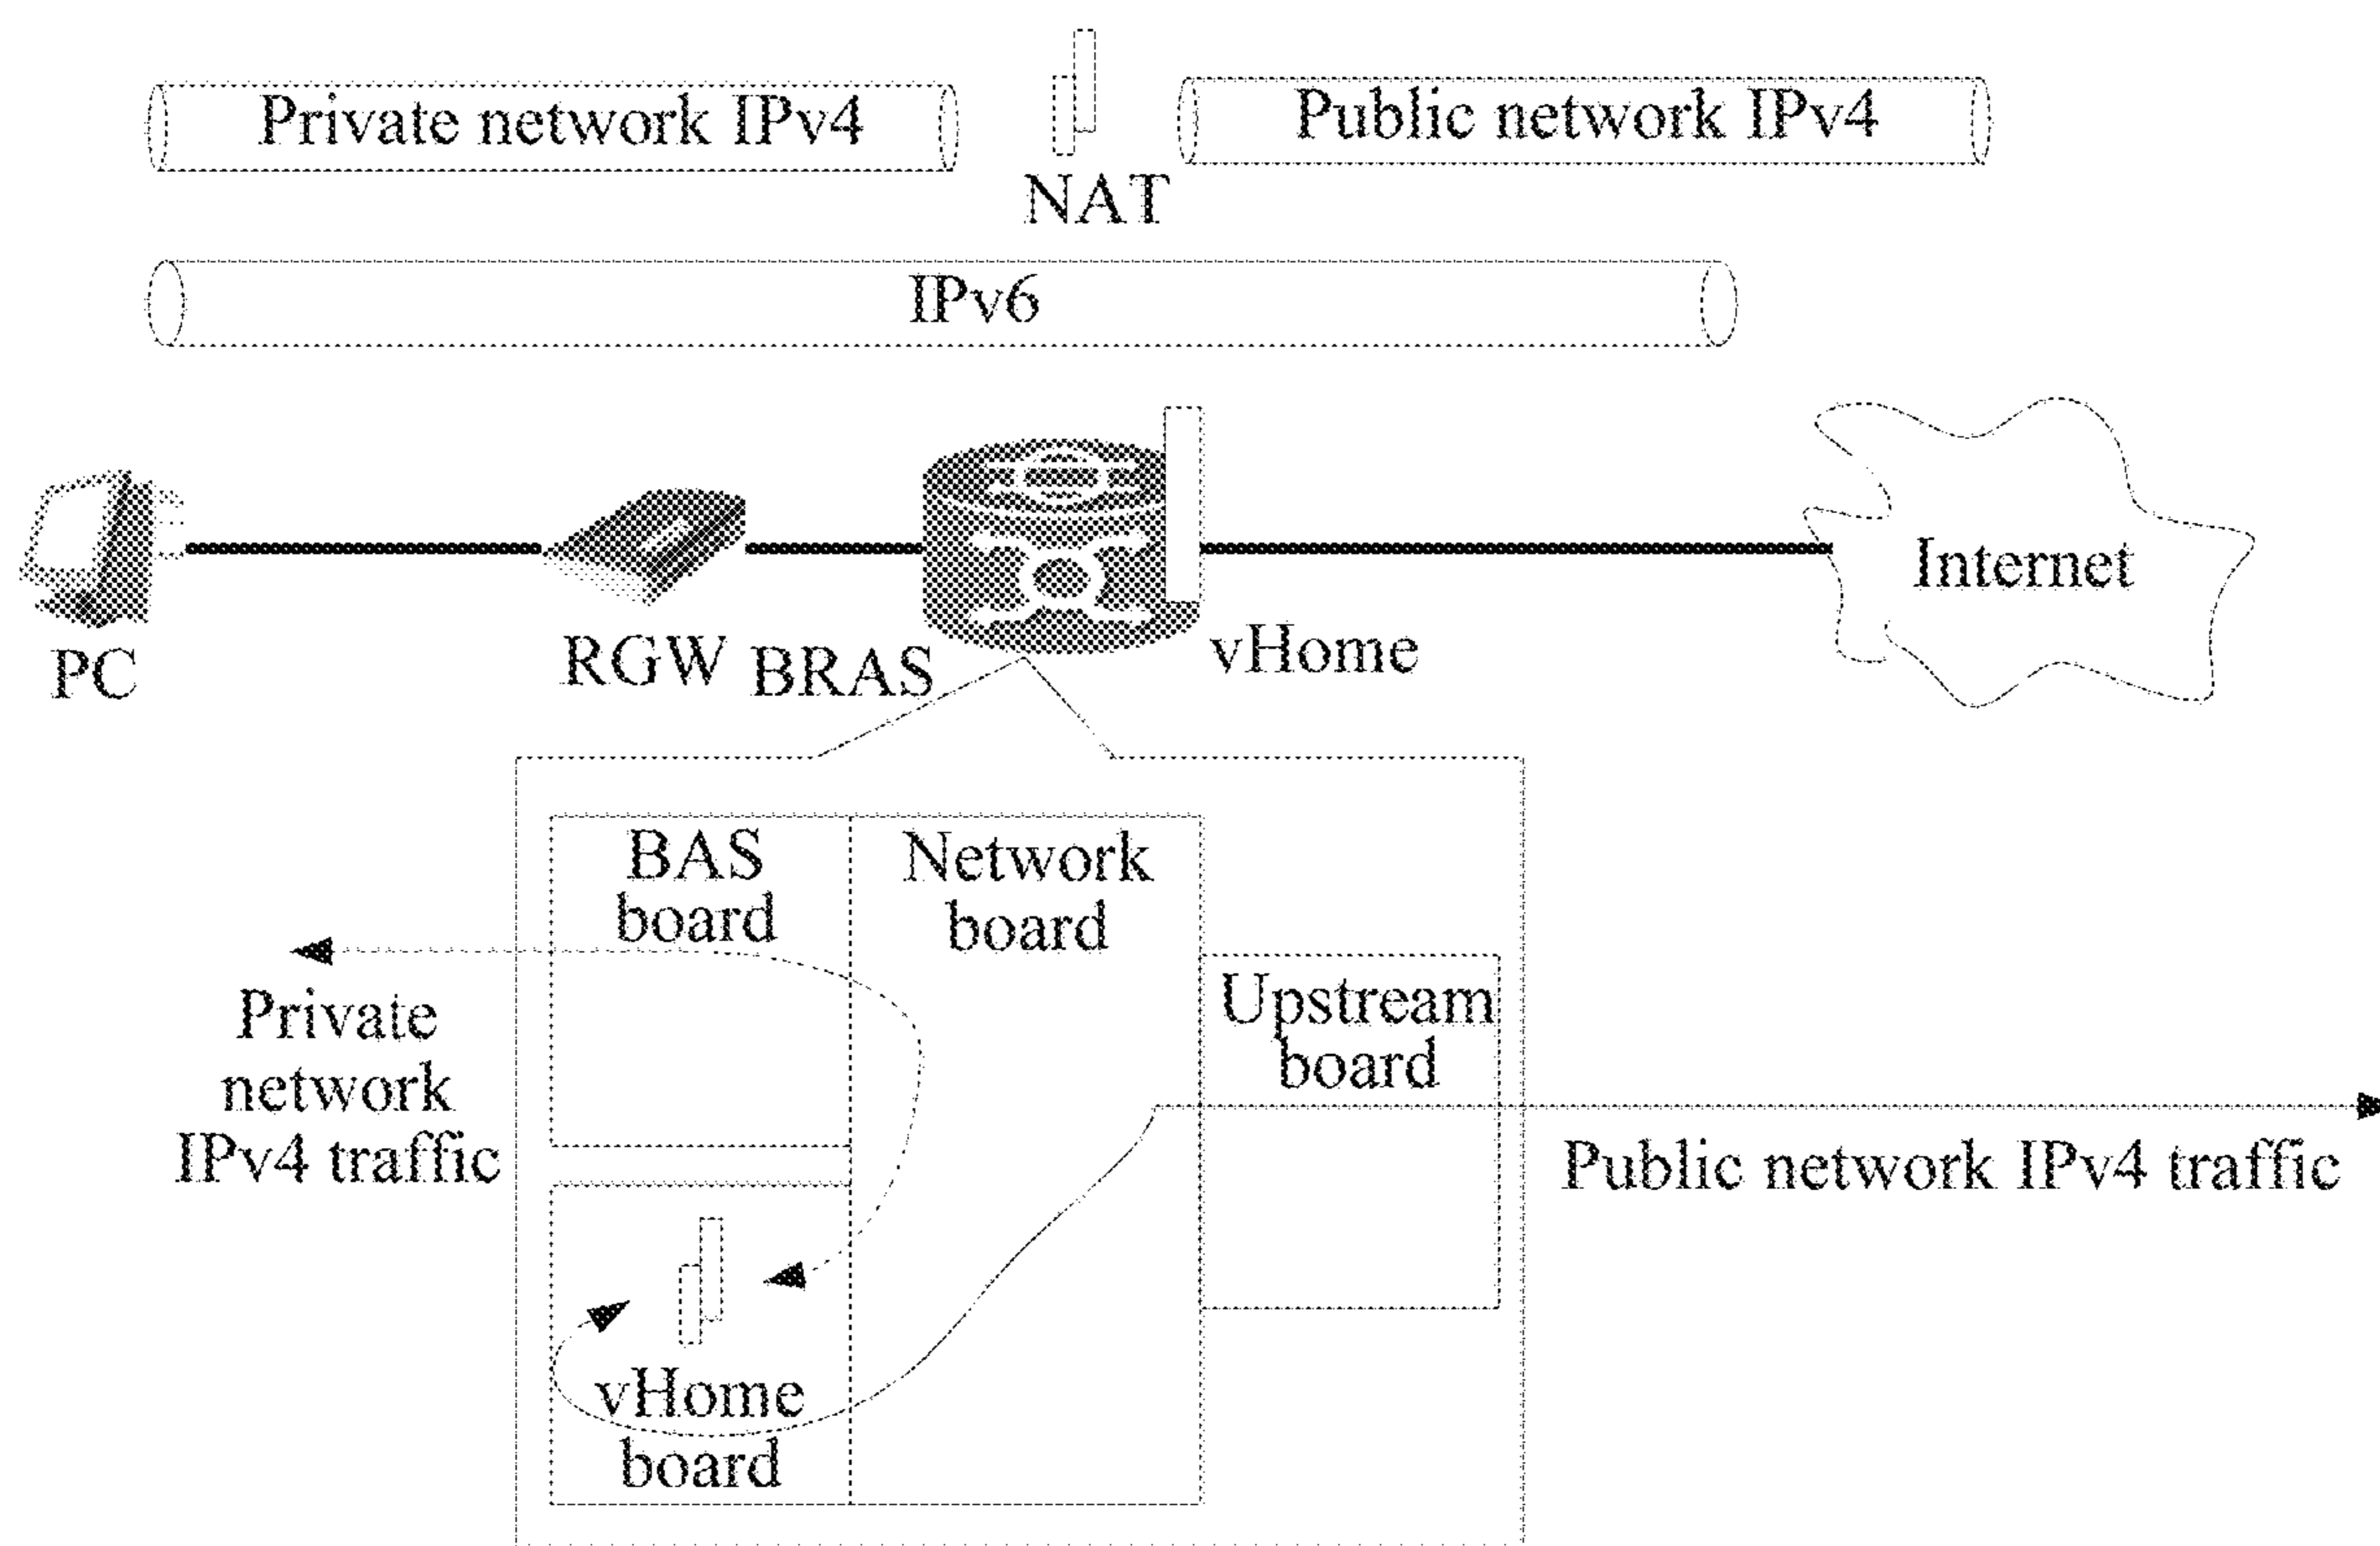 Private network IPv4
Public network IPv4
NAT
IPv6
Internet
PC
RGW
BRAS
vHome
BAS
board
Network
board
Upstream
board
Private
network
IPv4 traffic
Public network IPv4 traffic
vHome
board